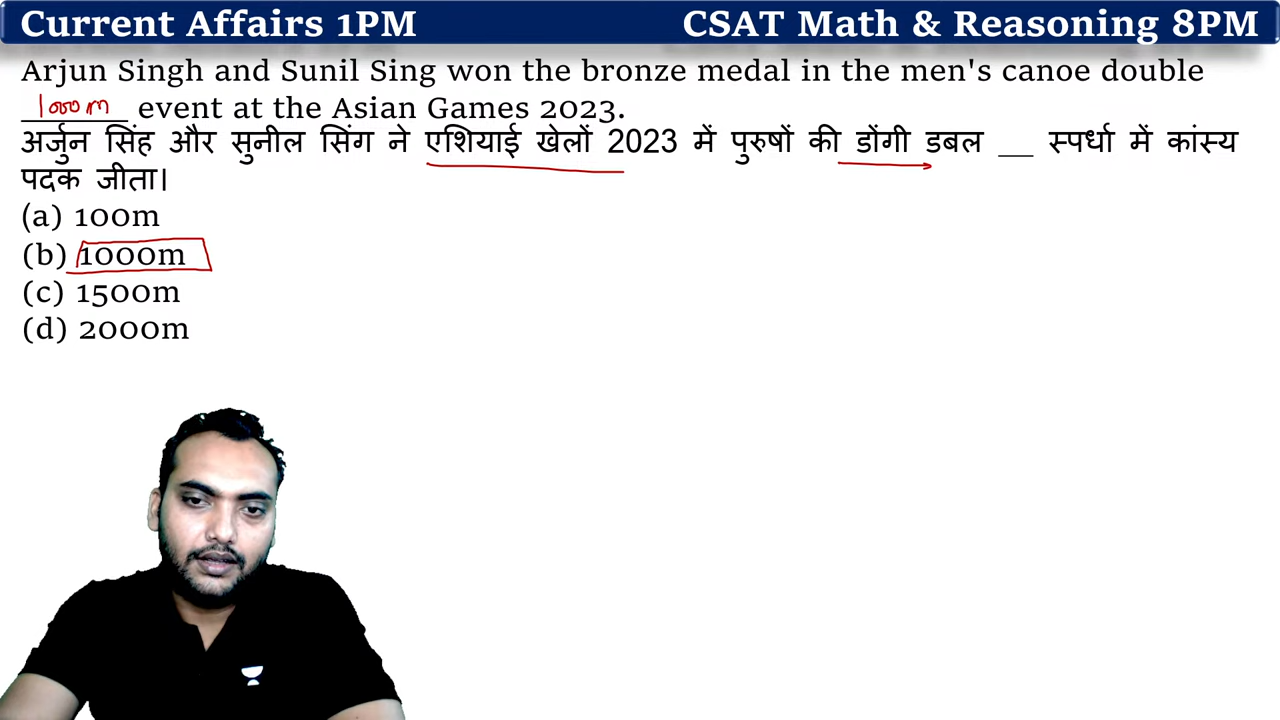 Current Affairs 1PM CSAT Math & Reasoning 8PM
Arjun Singh and Sunil Sing won the bronze medal in the men's canoe double
1000m event at the Asian Games 2023.
अर्जुन सिंह और सुनील सिंग ने एशियाई खेलों 2023 में पुरुषों की डोंगी डबल __ स्पर्धा में कांस्य
पदक जीता।
(a) 100m
(b) 1000m
(c) 1500m
(d) 2000m